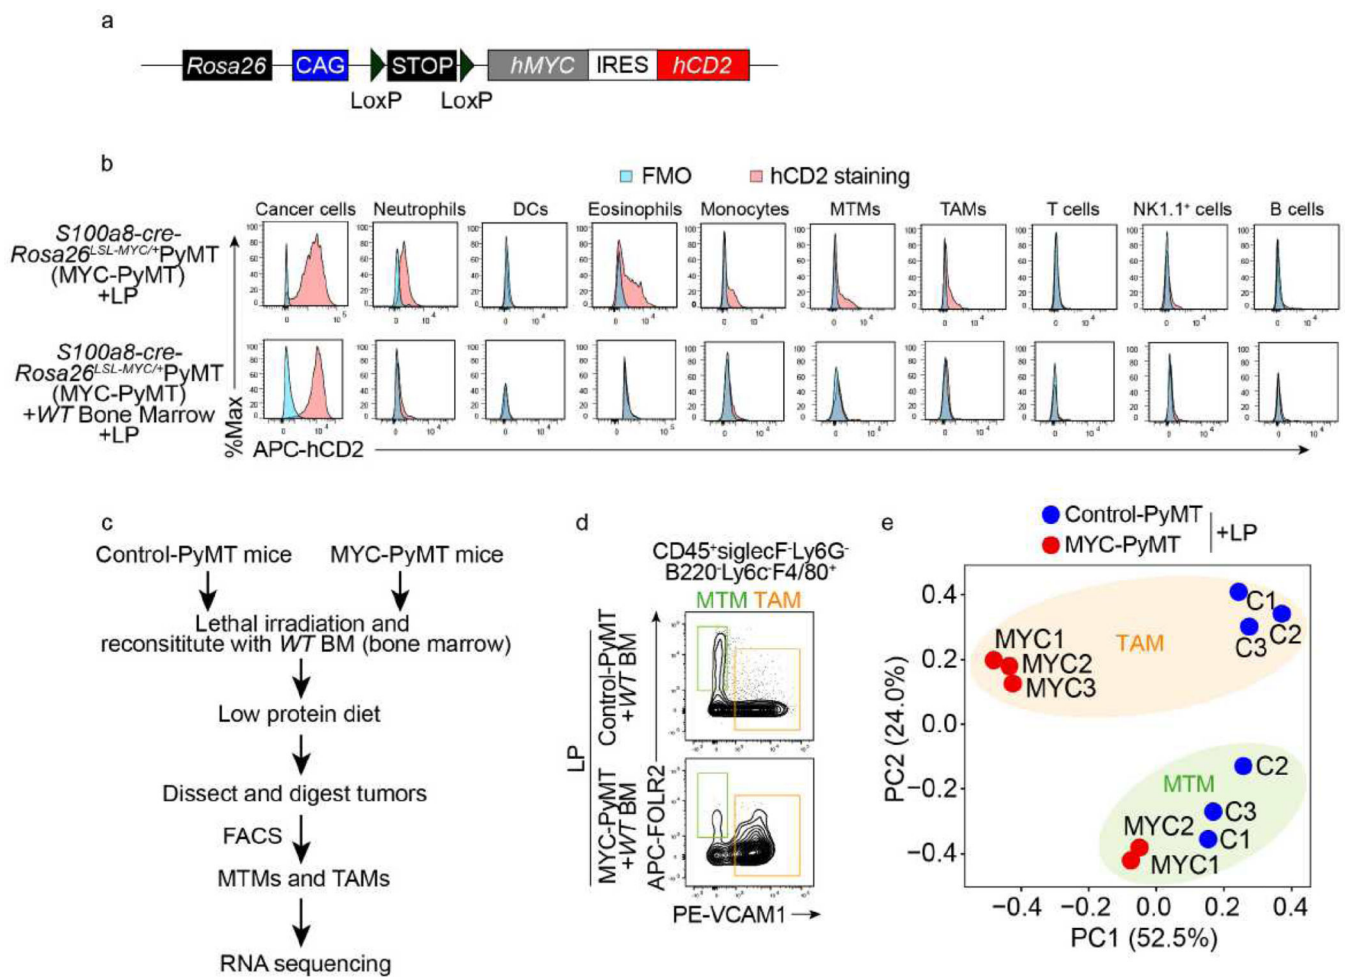 a
Rosa26 CAG STOP hMYC IRES hCD2
LoxP LoxP
b
FMO hCD2 staining
Cancer cells Neutrophils DCs Eosinophils Monocytes MTMs TAMs T cells NK1.1⁺ cells B cells
S100a8-cre-
Rosa26^LSL-MYC/+PyMT
(MYC-PyMT)
+LP
S100a8-cre-
Rosa26^LSL-MYC/+PyMT
(MYC-PyMT)
+WT Bone Marrow
+LP
%Max
APC-hCD2
c
Control-PyMT mice MYC-PyMT mice
Lethal irradiation and
reconsititute with WT BM (bone marrow)
Low protein diet
Dissect and digest tumors
FACS
MTMs and TAMs
RNA sequencing
d
CD45⁺siglecF⁻Ly6G⁻
B220⁻Ly6c⁻F4/80⁺
MTM TAM
LP
Control-PyMT
+WT BM
MYC-PyMT
+WT BM
APC-FOLR2
PE-VCAM1
e
Control-PyMT
MYC-PyMT
+LP
PC2 (24.0%)
0.4
0.2
0.0
−0.2
−0.4
C1
C2
C3
TAM
MYC1
MYC2
MYC3
MTM
C2
C3
C1
MYC2
MYC1
−0.4 −0.2 0.0 0.2 0.4
PC1 (52.5%)